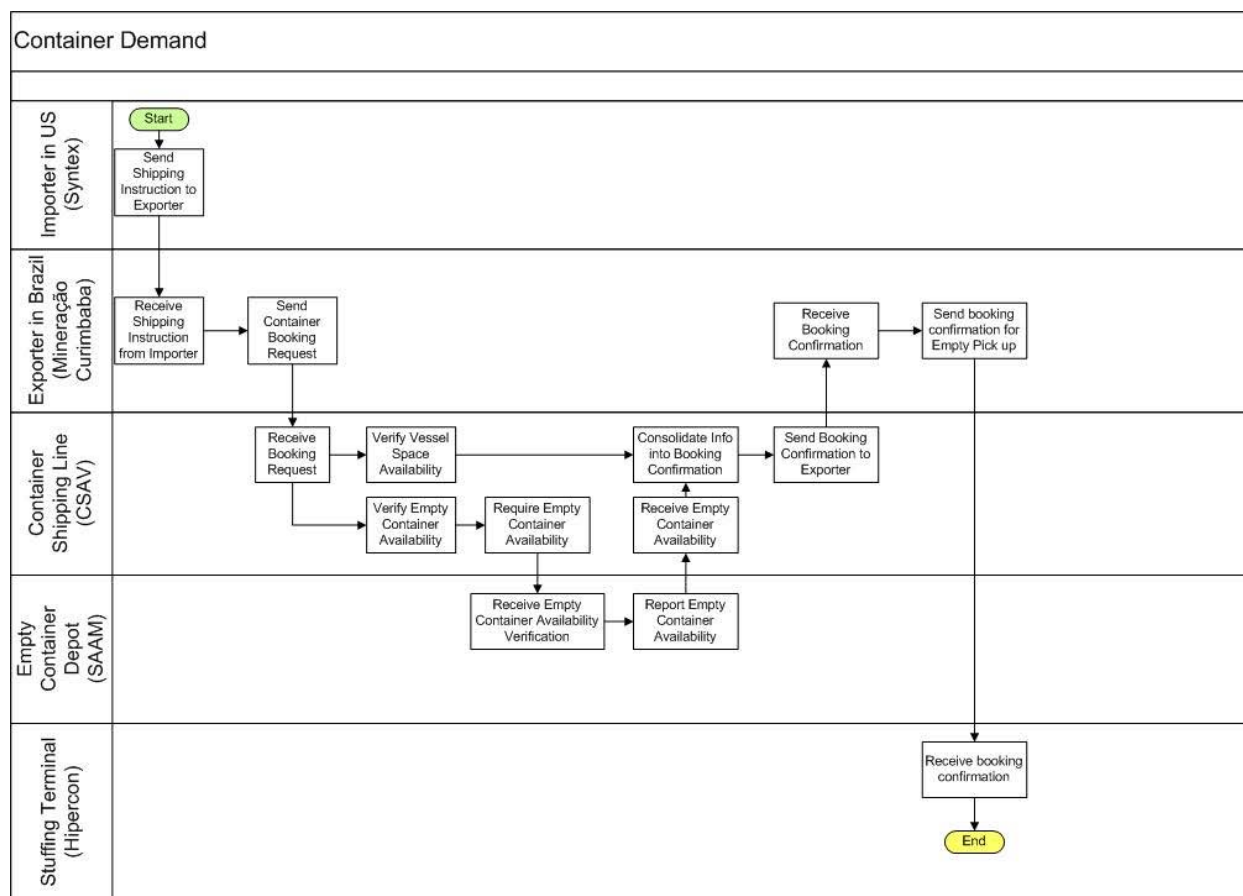 Container Demand
Importer in US
(Syntex)
Start
Send
Shipping
Instruction to
Exporter
Exporter in Brazil
(Mineração
Curimbaba)
Receive
Shipping
Instruction
from Importer
Send
Container
Booking
Request
Receive
Booking
Confirmation
Send booking
confirmation for
Empty Pick up
Container
Shipping Line
(CSAV)
Receive
Booking
Request
Verify Vessel
Space
Availability
Consolidate Info
into Booking
Confirmation
Send Booking
Confirmation to
Exporter
Verify Empty
Container
Availability
Require Empty
Container
Availability
Receive Empty
Container
Availability
Empty
Container
Depot
(SAAM)
Receive Empty
Container Availability
Verification
Report Empty
Container
Availability
Stuffing Terminal
(Hipercon)
Receive booking
confirmation
End